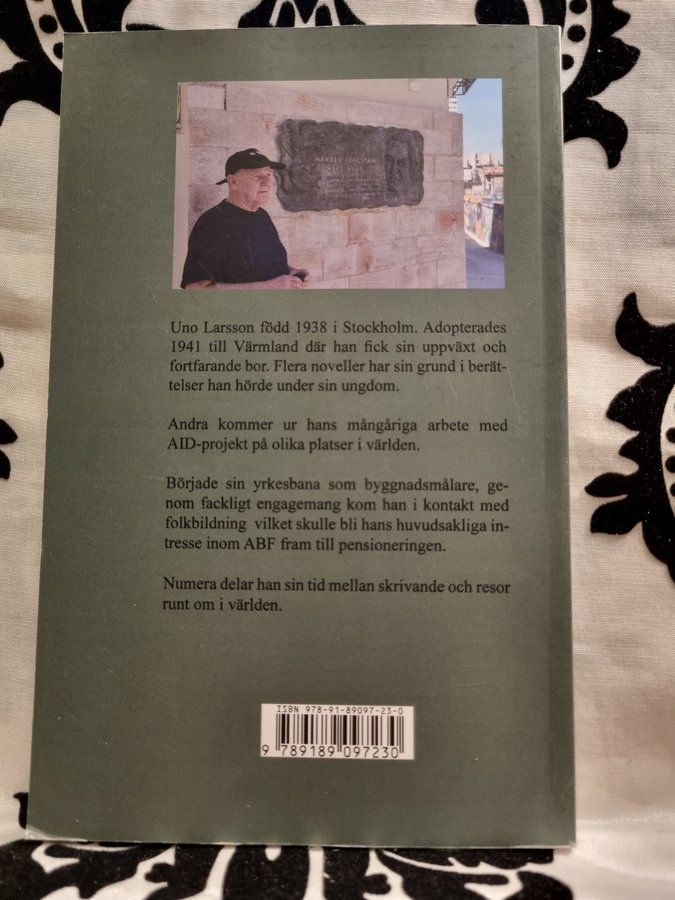 HARALD EDELSTAM
Uno Larsson född 1938 i Stockholm. Adopterades
1941 till Värmland där han fick sin uppväxt och
fortfarande bor. Flera noveller har sin grund i berät-
telser han hörde under sin ungdom.
Andra kommer ur hans mångåriga arbete med
AID-projekt på olika platser i världen.
Började sin yrkesbana som byggnadsmålare, ge-
nom fackligt engagemang kom han i kontakt med
folkbildning vilket skulle bli hans huvudsakliga in-
tresse inom ABF fram till pensioneringen.
Numera delar han sin tid mellan skrivande och resor
runt om i världen.
ISBN 978-91-89097-23-0
9 789189 097230